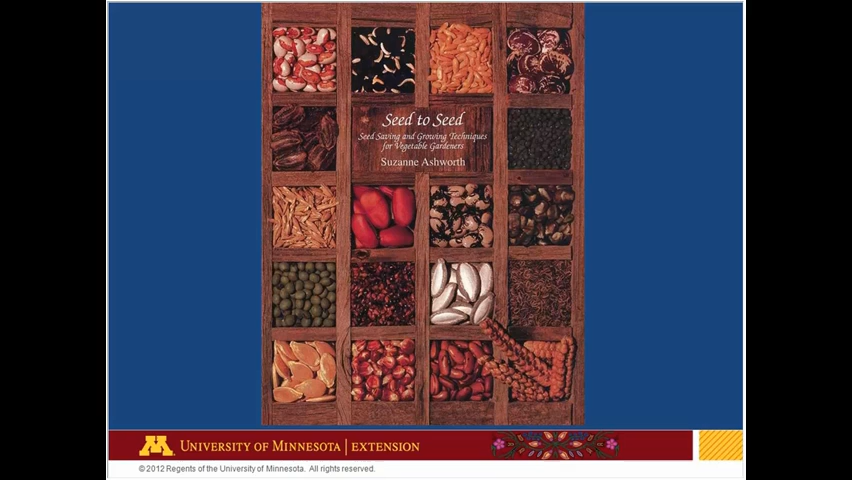 Seed to Seed
Seed Saving and Growing Techniques
for Vegetable Gardeners
Suzanne Ashworth
M
UNIVERSITY OF MINNESOTA | EXTENSION
© 2012 Regents of the University of Minnesota. All rights reserved.